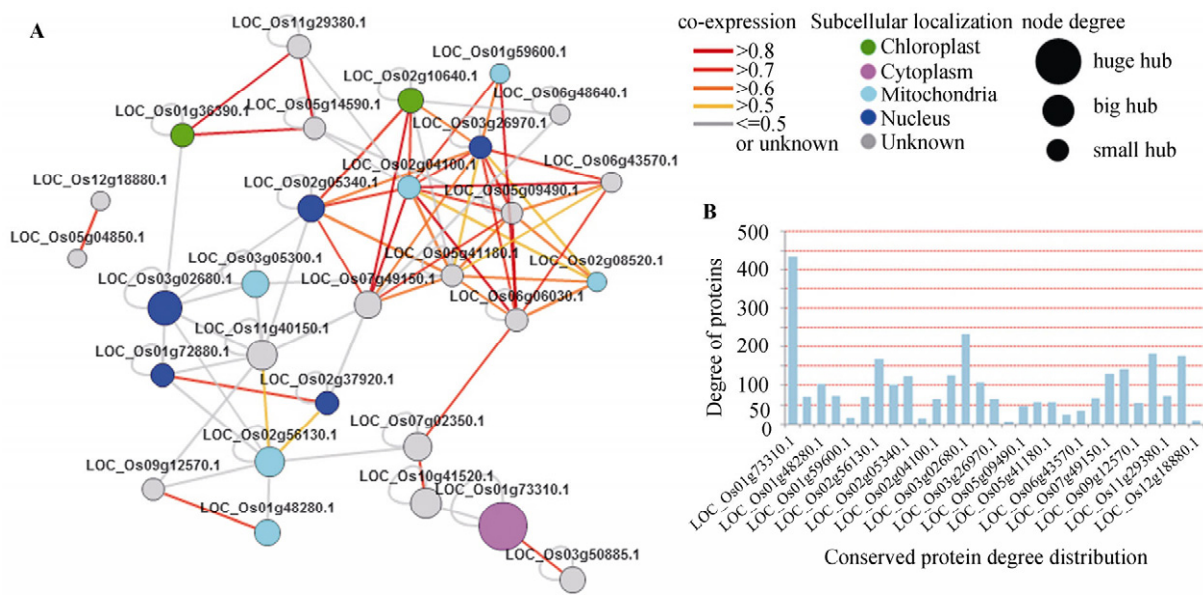 A
LOC_Os11g29380.1
LOC_Os01g59600.1
LOC_Os02g10640.1
LOC_Os06g48640.1
LOC_Os01g36390.1
LOC_Os05g14590.1
LOC_Os03g26970.1
LOC_Os02g04100.1
LOC_Os06g43570.1
LOC_Os12g18880.1
LOC_Os02g05340.1
LOC_Os05g09490.1
LOC_Os05g04850.1
LOC_Os03g05300.1
LOC_Os05g41180.1
LOC_Os02g08520.1
LOC_Os03g02680.1
LOC_Os07g49150.1
LOC_Os06g06030.1
LOC_Os11g40150.1
LOC_Os01g72880.1
LOC_Os02g37920.1
LOC_Os07g02350.1
LOC_Os02g56130.1
LOC_Os09g12570.1
LOC_Os10g41520.1
LOC_Os01g73310.1
LOC_Os01g48280.1
LOC_Os03g50885.1
co-expression
>0.8
>0.7
>0.6
>0.5
<=0.5
or unknown
Subcellular localization
Chloroplast
Cytoplasm
Mitochondria
Nucleus
Unknown
node degree
huge hub
big hub
small hub
B
Degree of proteins
500
400
300
200
100
50
0
LOC_Os01g73310.1
LOC_Os01g48280.1
LOC_Os01g59600.1
LOC_Os02g56130.1
LOC_Os02g05340.1
LOC_Os02g04100.1
LOC_Os03g02680.1
LOC_Os03g26970.1
LOC_Os05g09490.1
LOC_Os05g41180.1
LOC_Os06g43570.1
LOC_Os07g49150.1
LOC_Os09g12570.1
LOC_Os11g29380.1
LOC_Os12g18880.1
Conserved protein degree distribution